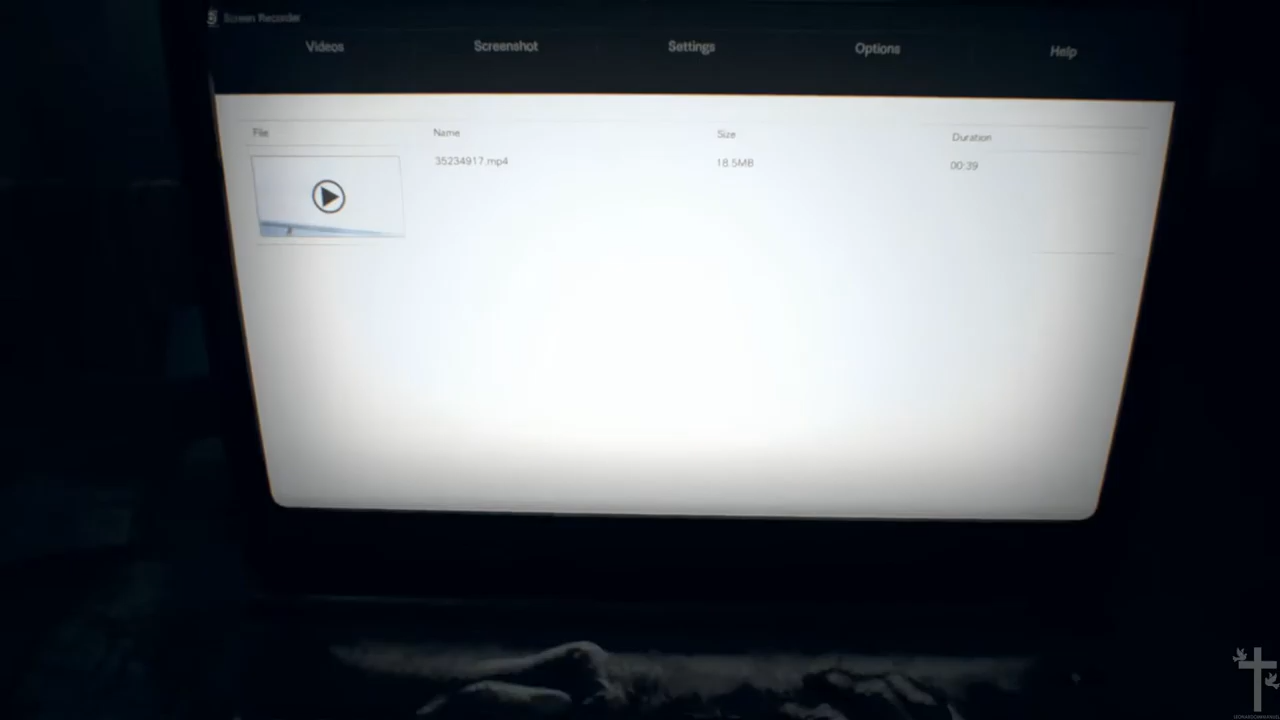 Screen Recorder
Videos Screenshot Settings Options Help
File Name Size Duration
35234917.mp4 18.5MB 00:39